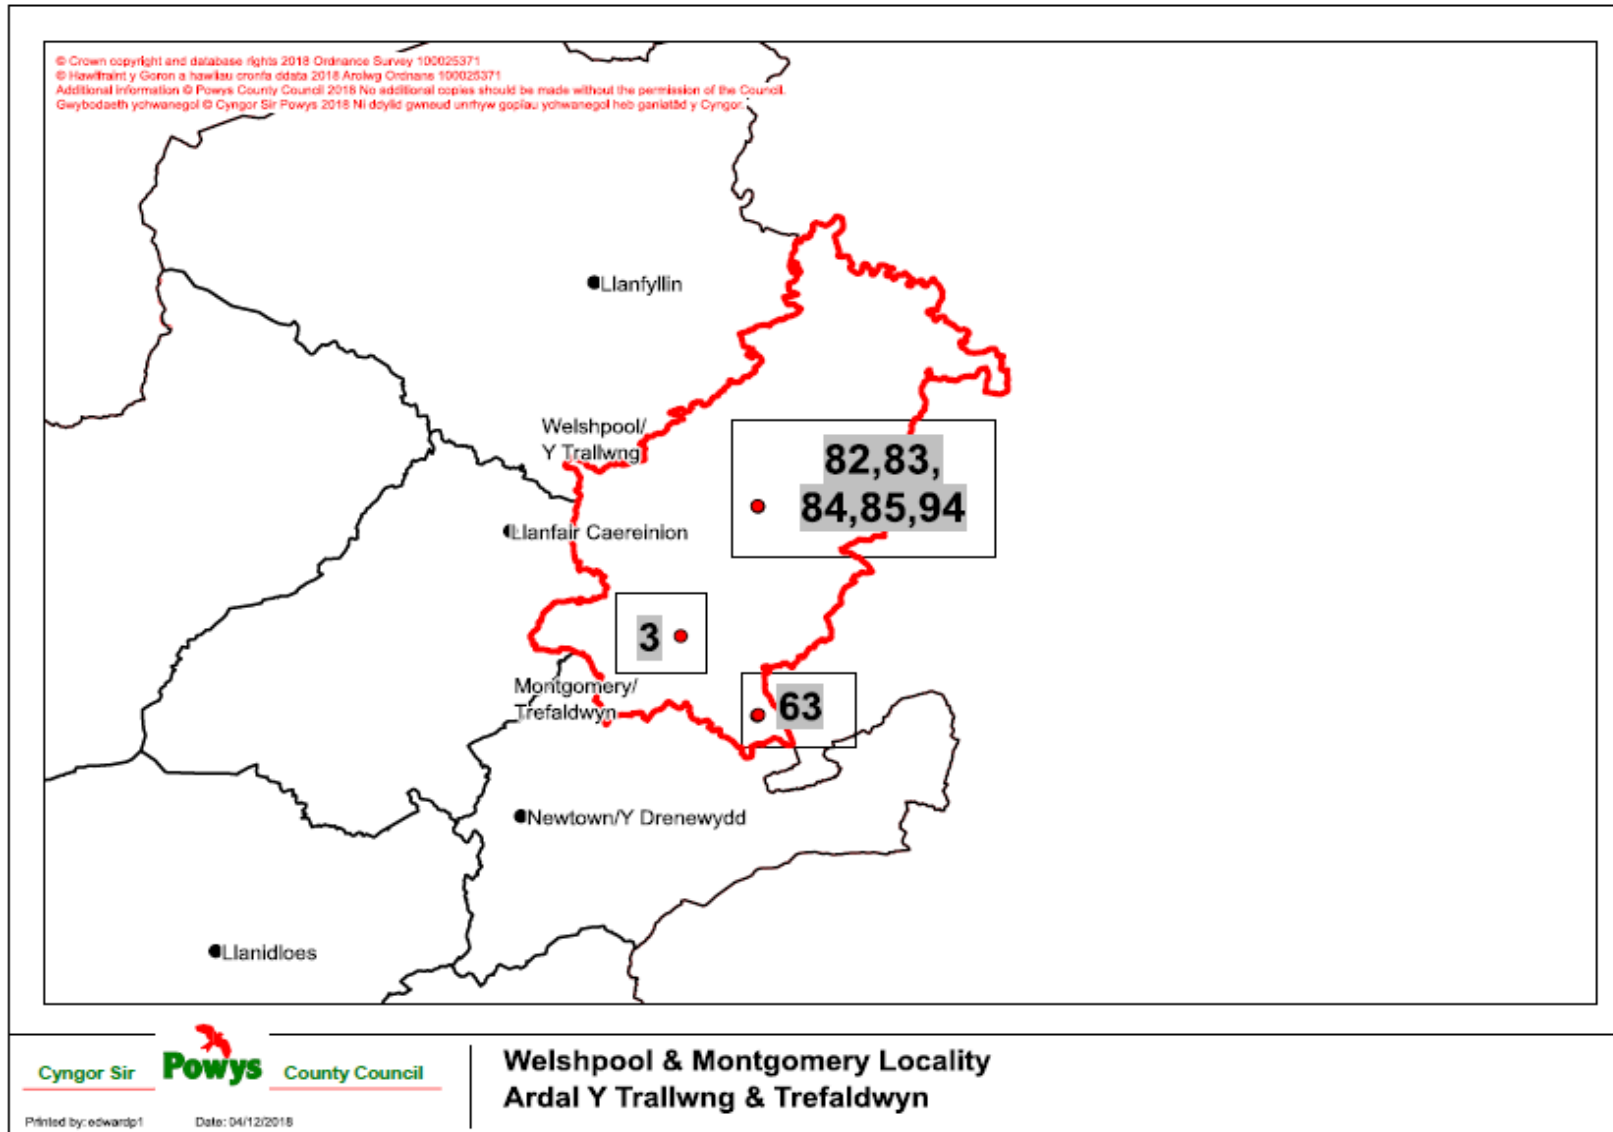 © Crown copyright and database rights 2018 Ordnance Survey 100025371
© Hawlfraint y Goron a hawliau cronfa ddata 2018 Arolwg Ordnans 100025371
Additional Information © Powys County Council 2018 No additional copies should be made without the permission of the Council.
Gwybodaeth ychwanegol © Cyngor Sir Powys 2018 Ni ddylid gwneud unrhyw gopïau ychwanegol heb ganiatâd y Cyngor.
Llanfyllin
Welshpool/
Y Trallwng
82,83,
84,85,94
Llanfair Caereinion
3
Montgomery/
Trefaldwyn
63
Newtown/Y Drenewydd
Llanidloes
Cyngor Sir Powys County Council
Printed by: edwardp1 Date: 04/12/2018
Welshpool & Montgomery Locality
Ardal Y Trallwng & Trefaldwyn